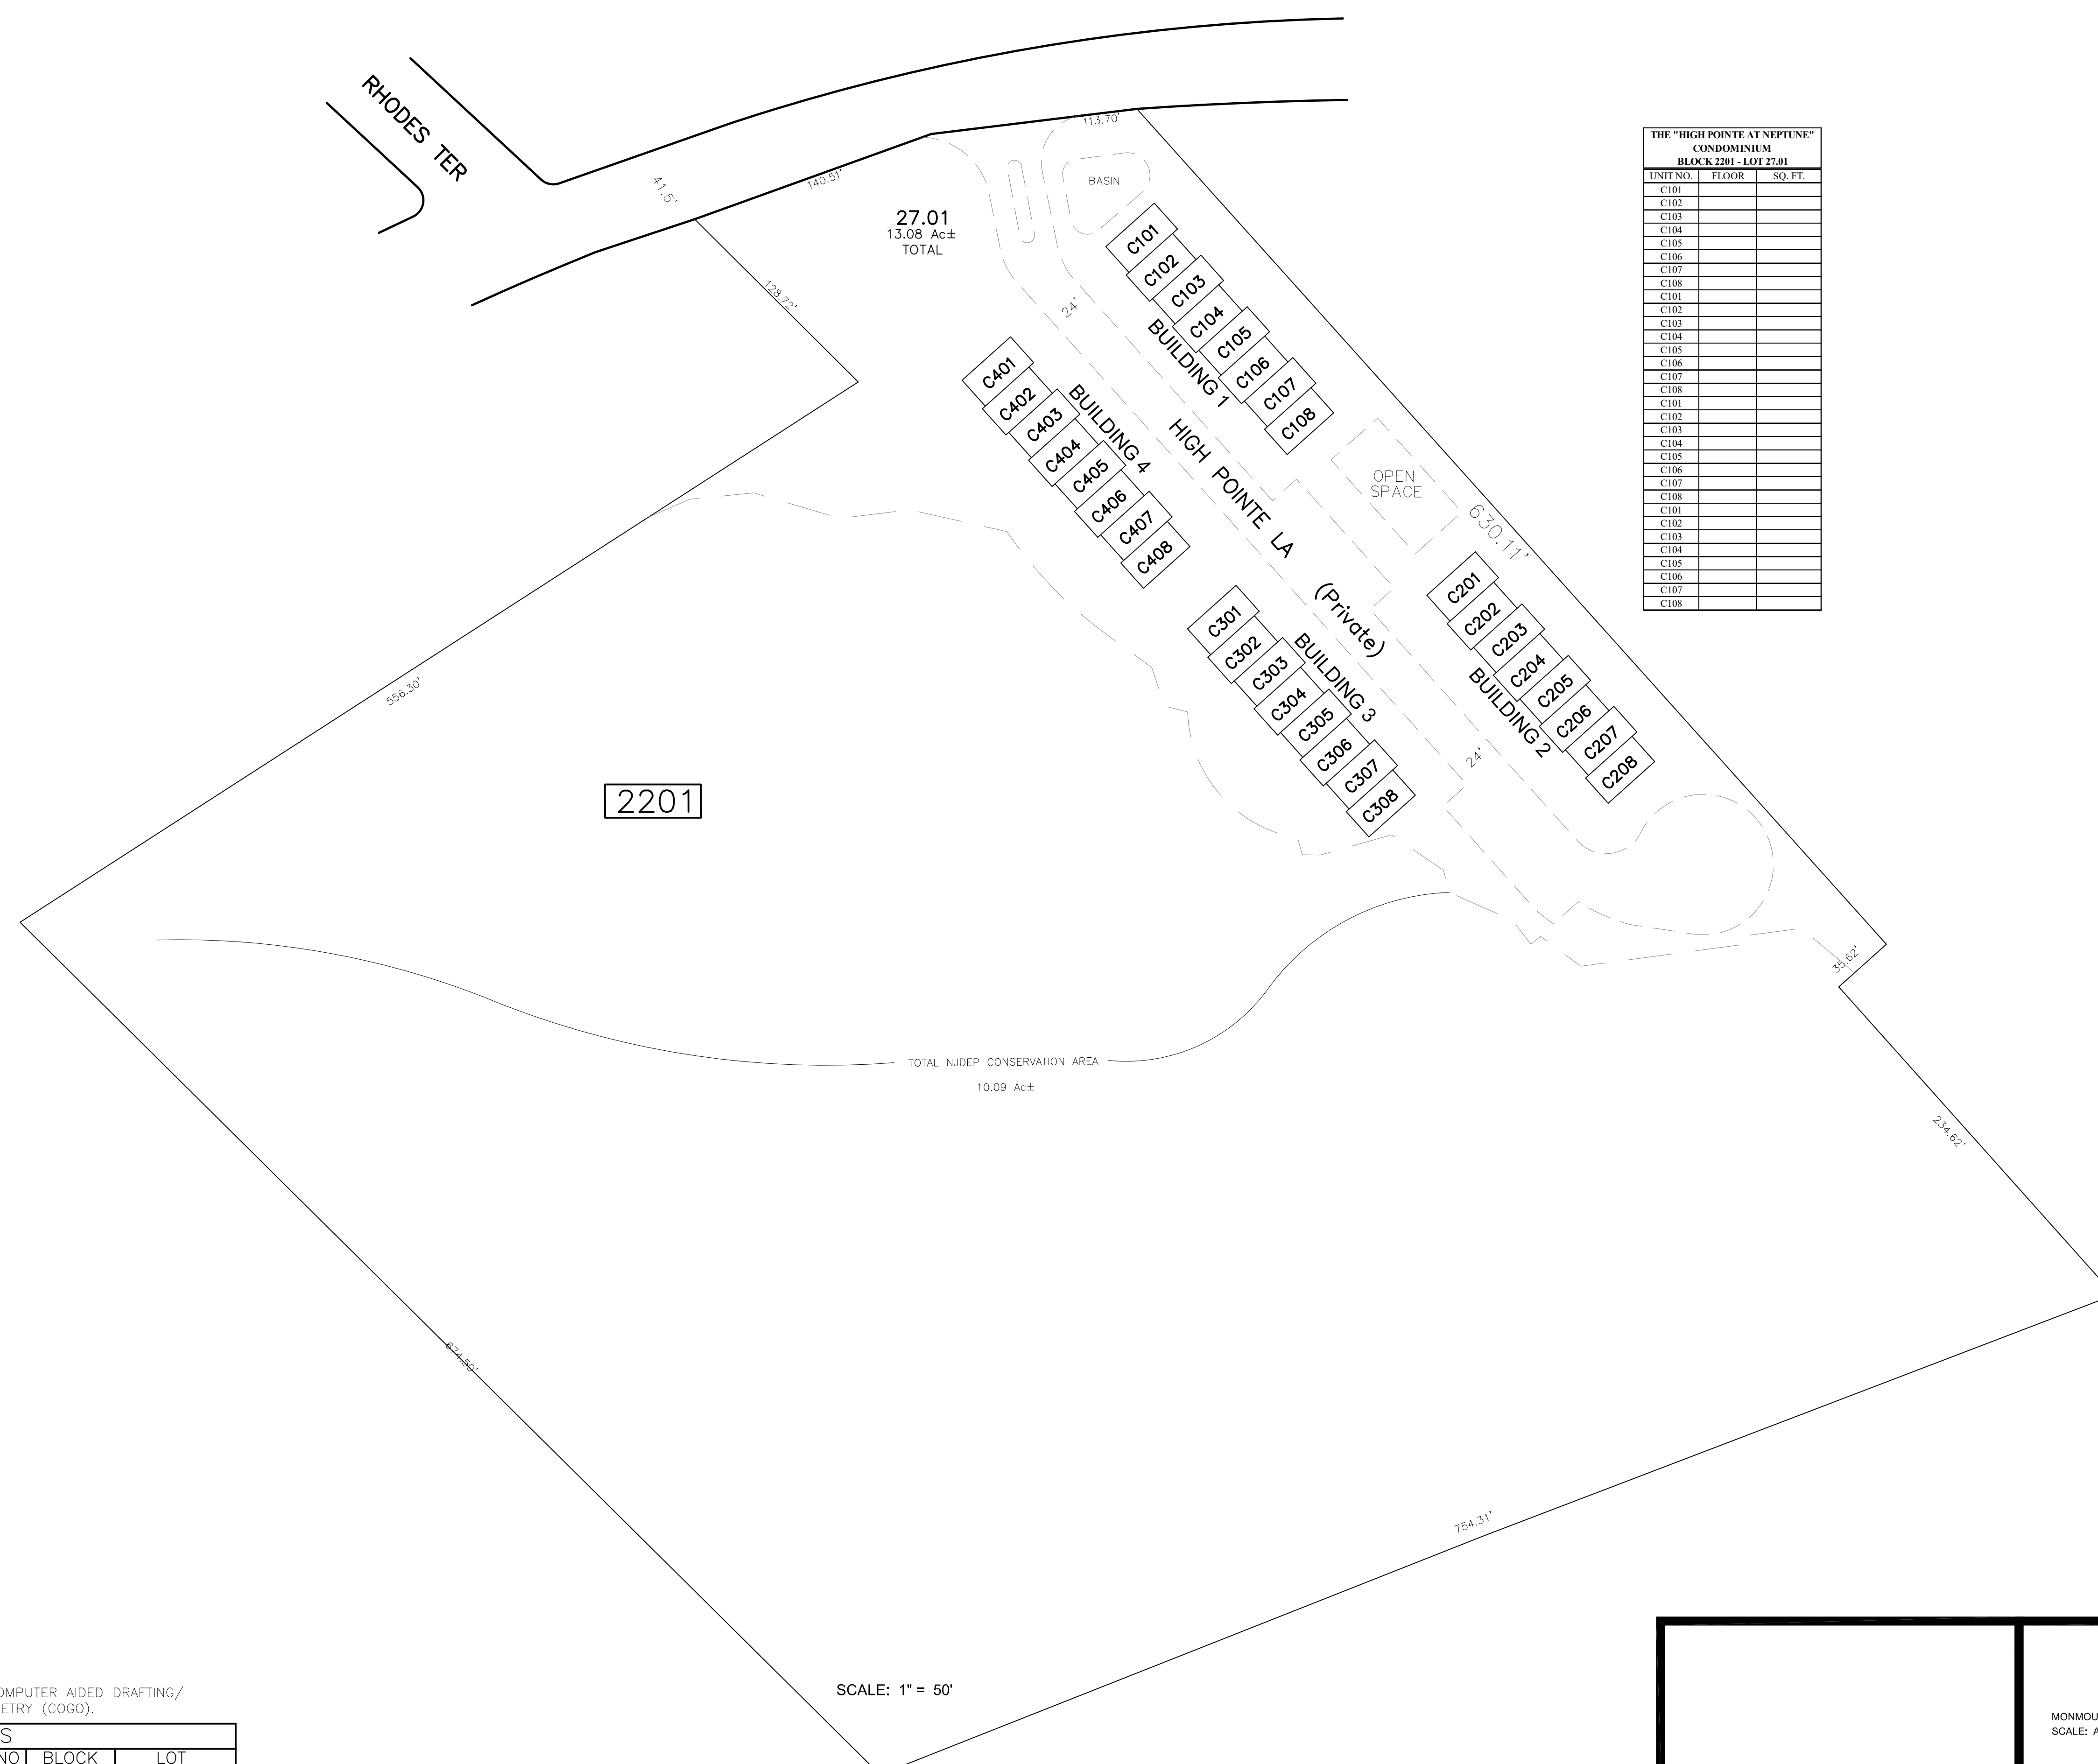 RHODES TER
41.5'
140.51'
113.70'
27.01
13.08 Ac±
TOTAL
BASIN
128.72'
24'
C101
C102
C103
C104
C105
C106
C107
C108
BUILDING 1
C401
C402
C403
C404
C405
C406
C407
C408
BUILDING 4
HIGH POINTE LA (Private)
OPEN
SPACE
630.11'
C201
C202
C203
C204
C205
C206
C207
C208
BUILDING 2
C301
C302
C303
C304
C305
C306
C307
C308
BUILDING 3
24'
THE "HIGH POINTE AT NEPTUNE"
CONDOMINIUM
BLOCK 2201 - LOT 27.01
UNIT NO. FLOOR SQ. FT.
C101
C102
C103
C104
C105
C106
C107
C108
C101
C102
C103
C104
C105
C106
C107
C108
C101
C102
C103
C104
C105
C106
C107
C108
C101
C102
C103
C104
C105
C106
C107
C108
556.30'
2201
35.62'
TOTAL NJDEP CONSERVATION AREA
10.09 Ac±
234.62'
674.50'
754.31'
SCALE: 1" = 50'
OMPUTER AIDED DRAFTING/
ETRY (COGO).
S
NO BLOCK LOT
MONMOU
SCALE: A